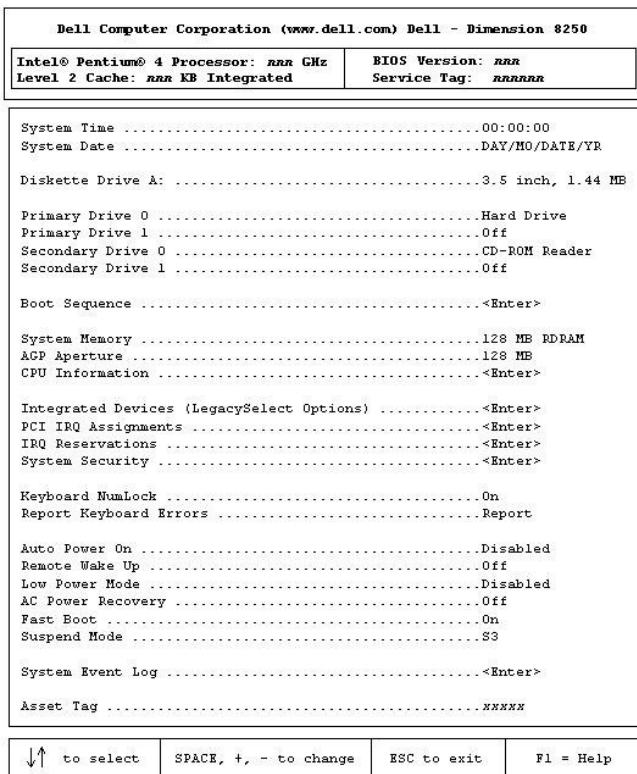 Dell Computer Corporation (www.dell.com) Dell - Dimension 8250
Intel® Pentium® 4 Processor: nnn GHz
Level 2 Cache: nnn KB Integrated
BIOS Version: nnn
Service Tag: nnnnnn
System Time ..........................................00:00:00
System Date ..........................................DAY/MO/DATE/YR
Diskette Drive A: ....................................3.5 inch, 1.44 MB
Primary Drive 0 ......................................Hard Drive
Primary Drive 1 ......................................Off
Secondary Drive 0 ....................................CD-ROM Reader
Secondary Drive 1 ....................................Off
Boot Sequence ........................................<Enter>
System Memory ........................................128 MB RDRAM
AGP Aperture .........................................128 MB
CPU Information ......................................<Enter>
Integrated Devices (LegacySelect Options) ............<Enter>
PCI IRQ Assignments ..................................<Enter>
IRQ Reservations .....................................<Enter>
System Security ......................................<Enter>
Keyboard NumLock .....................................On
Report Keyboard Errors ...............................Report
Auto Power On ........................................Disabled
Remote Wake Up .......................................Off
Low Power Mode .......................................Disabled
AC Power Recovery ....................................Off
Fast Boot ............................................On
Suspend Mode .........................................S3
System Event Log .....................................<Enter>
Asset Tag ............................................xxxxx
↓↑ to select
SPACE, +, - to change
ESC to exit
F1 = Help